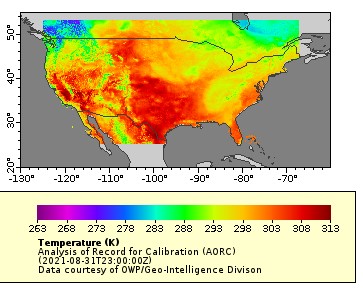 50°
40°
30°
20°
-130° -120° -110° -100° -90° -80° -70°
263 268 273 278 283 288 293 298 303 308 313
Temperature (K)
Analysis of Record for Calibration (AORC)
(2021-08-31T23:00:00Z)
Data courtesy of OWP/Geo-Intelligence Divison